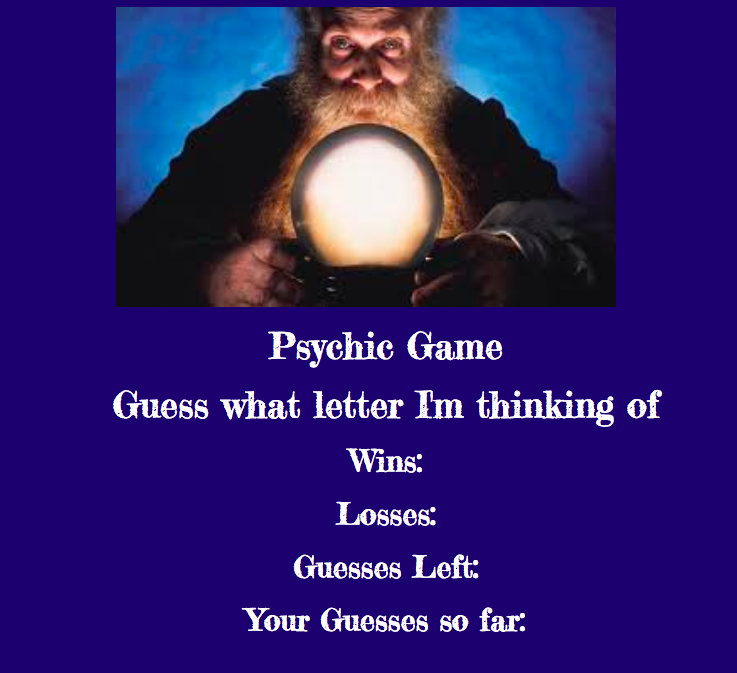 Psychic Game
Guess what letter I'm thinking of
Wins:
Losses:
Guesses Left:
Your Guesses so far: